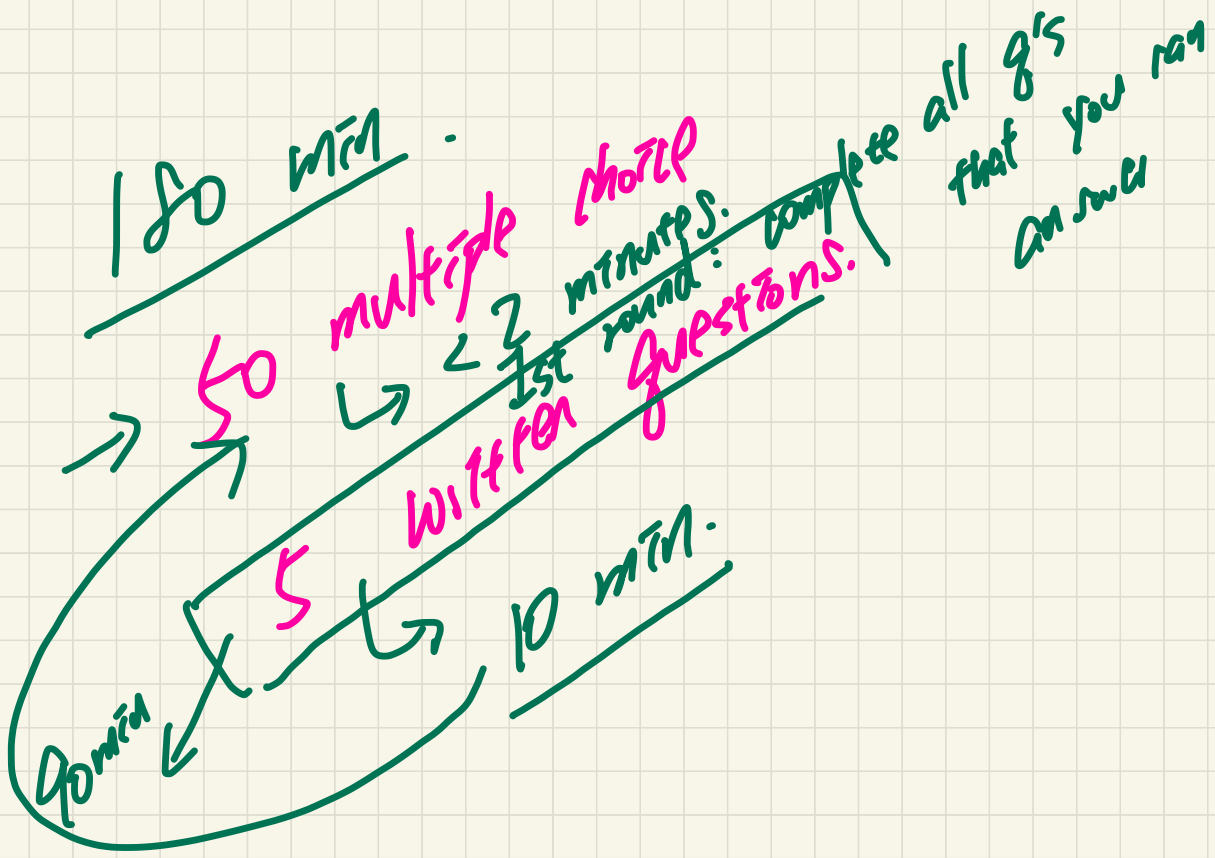 180 min.
50 multiple choice
< 2 minutes.
1st round: complete all q's
that you can
answer
5 written questions.
10 min.
90 min